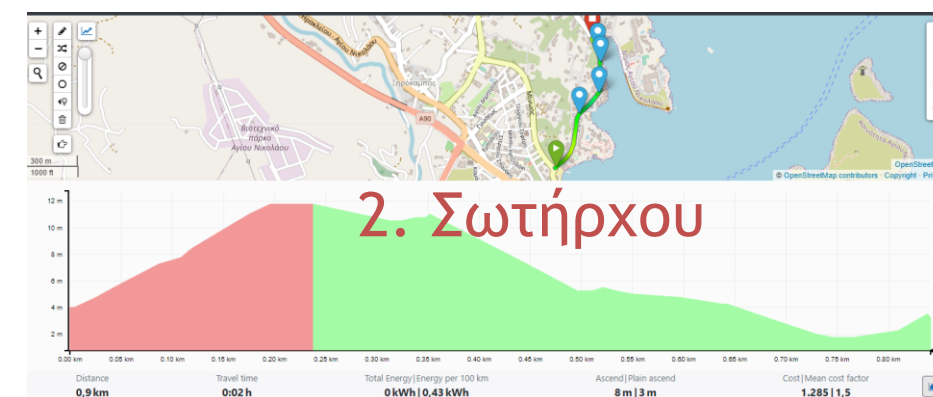 +
−
Ηρακλείου - Αγίου Νικολάου
Ξηρόκαμπος
A90
Βιοτεχνικό
πάρκο
Αγίου Νικολάου
300 m
1000 ft
OpenStreet
© OpenStreetMap contributors · Copyright · Pri
2. Σωτήρχου
12 m
10 m
8 m
6 m
4 m
2 m
0.00 km 0.05 km 0.10 km 0.15 km 0.20 km 0.25 km 0.30 km 0.35 km 0.40 km 0.45 km 0.50 km 0.55 km 0.60 km 0.65 km 0.70 km 0.75 km 0.80 km
Distance Travel time Total Energy|Energy per 100 km Ascend|Plain ascend Cost|Mean cost factor
0,9 km 0:02 h 0 kWh | 0,43 kWh 8 m | 3 m 1.285 | 1,5